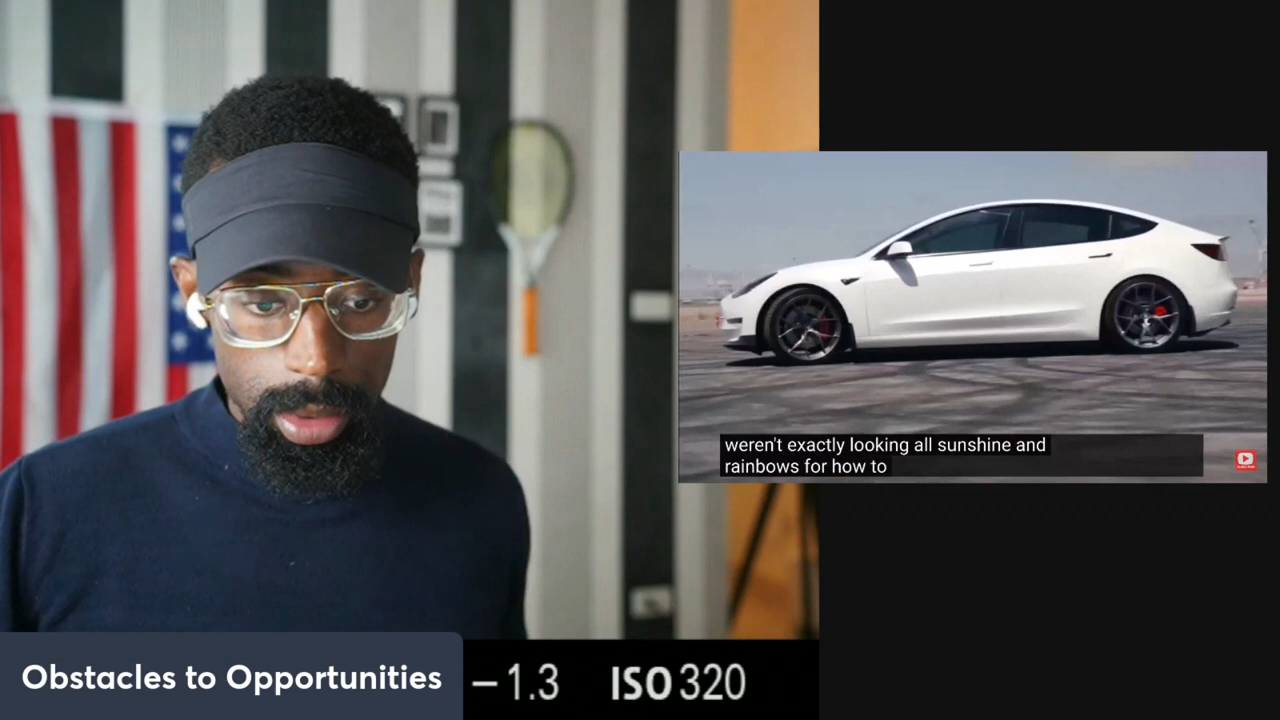 weren't exactly looking all sunshine and
rainbows for how to
Obstacles to Opportunities
– 1.3 ISO 320